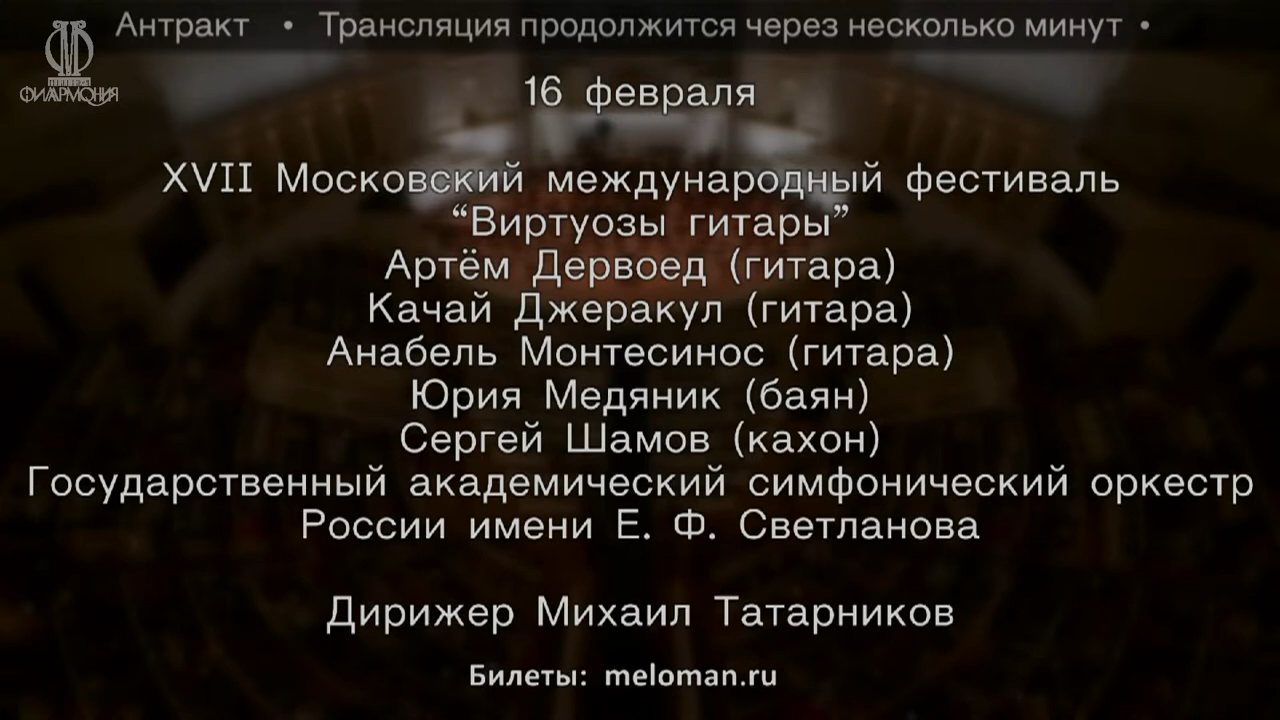 Антракт • Трансляция продолжится через несколько минут •
ФИЛАРМОНИЯ
16 февраля
XVII Московский международный фестиваль
“Виртуозы гитары”
Артём Дервоед (гитара)
Качай Джеракул (гитара)
Анабель Монтесинос (гитара)
Юрия Медяник (баян)
Сергей Шамов (кахон)
Государственный академический симфонический оркестр
России имени Е. Ф. Светланова
Дирижер Михаил Татарников
Билеты: meloman.ru